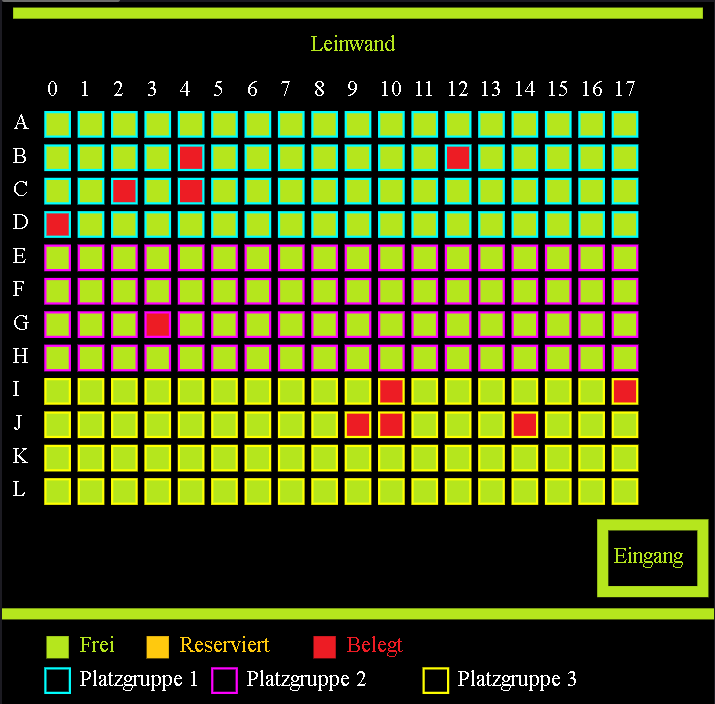 Leinwand
0 1 2 3 4 5 6 7 8 9 10 11 12 13 14 15 16 17
A
B
C
D
E
F
G
H
I
J
K
L
Eingang
Frei Reserviert Belegt
Platzgruppe 1 Platzgruppe 2 Platzgruppe 3